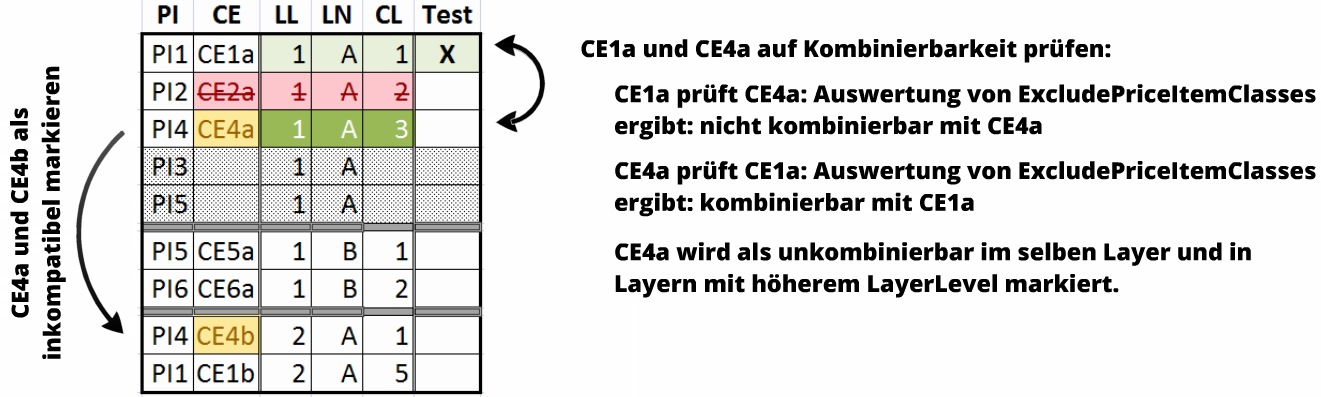 PI CE LL LN CL Test
PI1 CE1a 1 A 1 X
PI2 CE2a 1 A 2
PI4 CE4a 1 A 3
PI3 1 A
PI5 1 A
PI5 CE5a 1 B 1
PI6 CE6a 1 B 2
PI4 CE4b 2 A 1
PI1 CE1b 2 A 5
CE4a und CE4b als
inkompatibel markieren
CE1a und CE4a auf Kombinierbarkeit prüfen:
CE1a prüft CE4a: Auswertung von ExcludePriceItemClasses
ergibt: nicht kombinierbar mit CE4a
CE4a prüft CE1a: Auswertung von ExcludePriceItemClasses
ergibt: kombinierbar mit CE1a
CE4a wird als unkombinierbar im selben Layer und in
Layern mit höherem LayerLevel markiert.